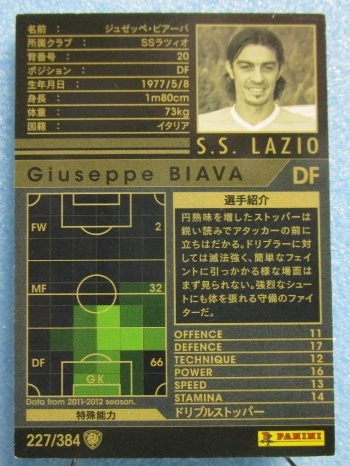 名前 : ジュゼッペ・ビアーバ
所属クラブ : SSラツィオ
背番号 : 20
ポジション : DF
生年月日 : 1977/5/8
身長 : 1m80cm
体重 : 73kg
国籍 : イタリア
S.S. LAZIO
Giuseppe BIAVA DF
FW 2
MF 32
DF 66
GK
Data from 2011-2012 season.
特殊能力
選手紹介
円熟味を増したストッパーは
鋭い読みでアタッカーの前に
立ちはだかる。ドリブラーに対
しては滅法強く、簡単なフェイ
ントに引っかかる様な場面は
まず見られない。強烈なシュー
トにも体を張れる守備のファイ
ターだ。
OFFENCE 11
DEFENCE 17
TECHNIQUE 12
POWER 16
SPEED 13
STAMINA 14
ドリブルストッパー
227/384
PANINI